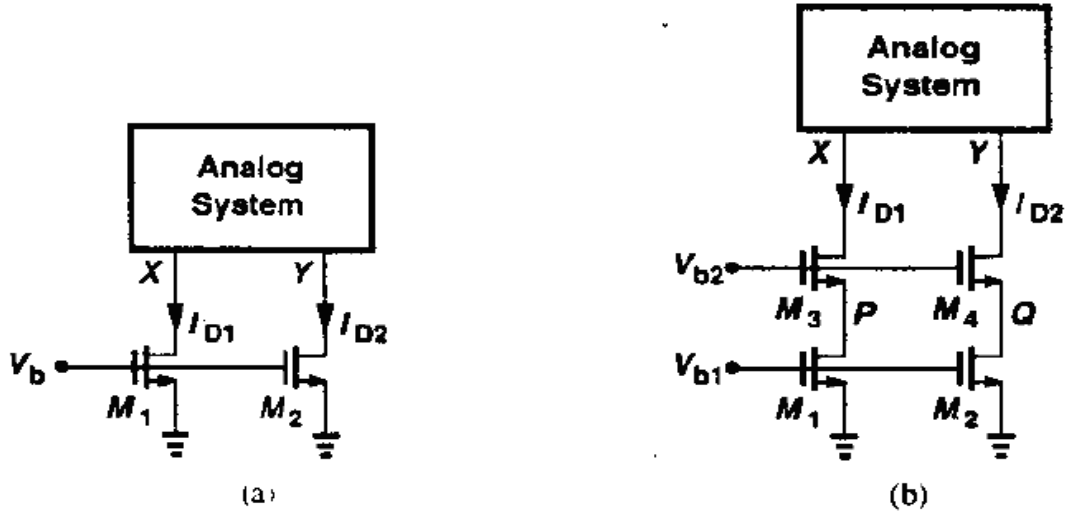 Analog
System
X
Y
I D1
I D2
V b
M 1
M 2
(a)
Analog
System
X
Y
I D1
I D2
V b2
M 3
P
M 4
Q
V b1
M 1
M 2
(b)